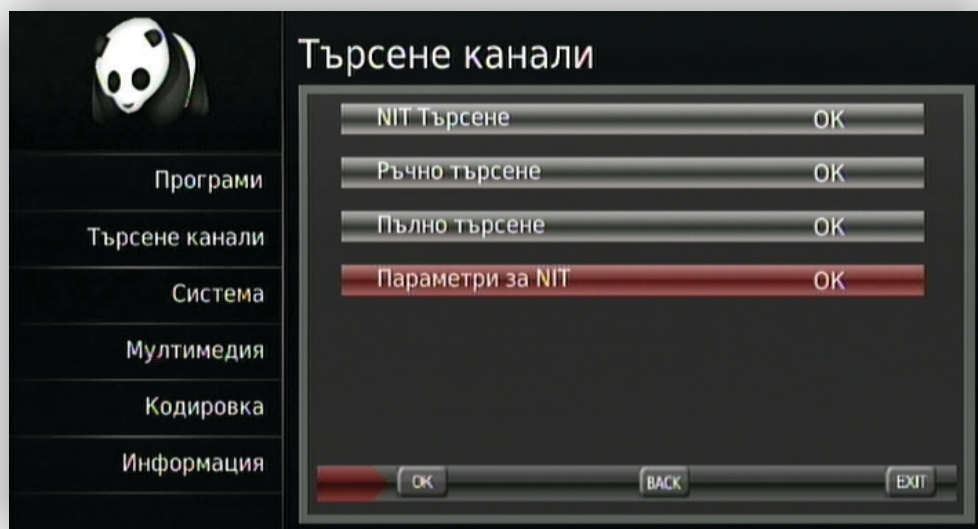 Търсене канали
Програми
Търсене канали
Система
Мултимедия
Кодировка
Информация
NIT Търсене OK
Ръчно търсене OK
Пълно търсене OK
Параметри за NIT OK
OK BACK EXIT